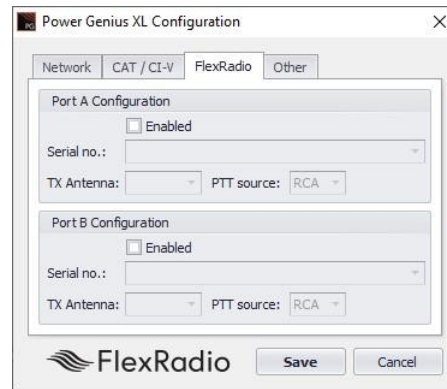 PG Power Genius XL Configuration
Network CAT / CI-V FlexRadio Other
Port A Configuration
Enabled
Serial no.:
TX Antenna: PTT source: RCA
Port B Configuration
Enabled
Serial no.:
TX Antenna: PTT source: RCA
FlexRadio Save Cancel